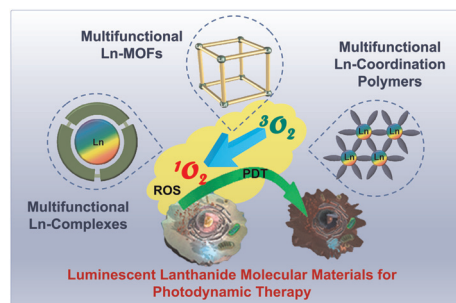 Multifunctional
Ln-MOFs
Multifunctional
Ln-Coordination
Polymers
Ln
³O₂
Ln
Ln
Ln
Ln
¹O₂
ROS
PDT
Multifunctional
Ln-Complexes
Luminescent Lanthanide Molecular Materials for
Photodynamic Therapy